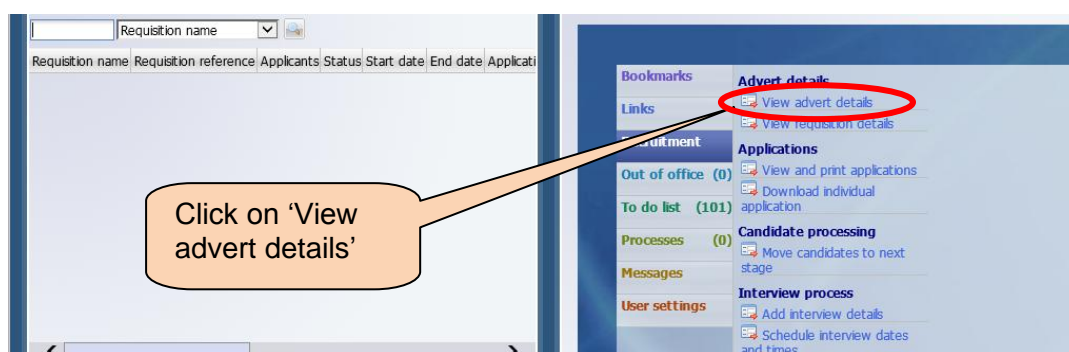 Requisition name
Requisition name Requisition reference Applicants Status Start date End date Applicati
Click on ‘View
advert details’
Bookmarks
Links
Recruitment
Out of office (0)
To do list (101)
Processes (0)
Messages
User settings
Advert details
View advert details
View requisition details
Applications
View and print applications
Download individual
application
Candidate processing
Move candidates to next
stage
Interview process
Add interview details
Schedule interview dates
and times